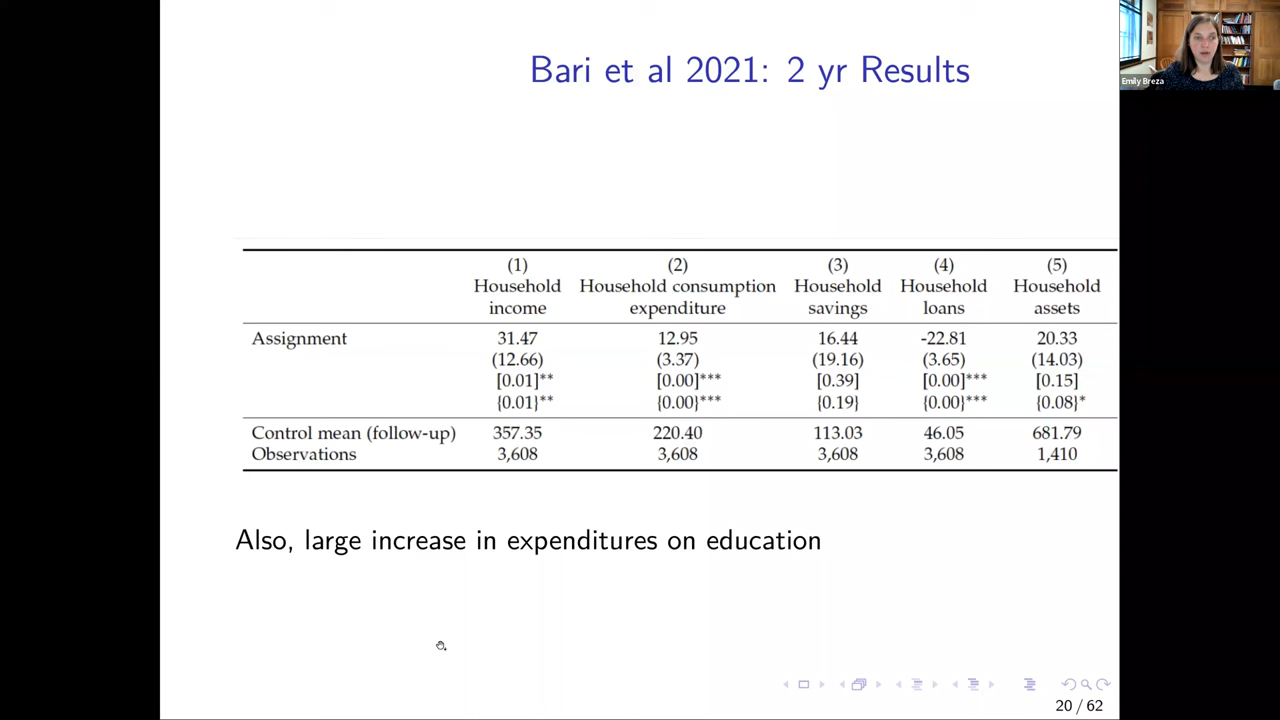 Bari et al 2021: 2 yr Results
Emily Breza
(1) (2) (3) (4) (5)
Household Household consumption Household Household Household
income expenditure savings loans assets
Assignment 31.47 12.95 16.44 -22.81 20.33
(12.66) (3.37) (19.16) (3.65) (14.03)
[0.01]** [0.00]*** [0.39] [0.00]*** [0.15]
{0.01}** {0.00}*** {0.19} {0.00}*** {0.08}*
Control mean (follow-up) 357.35 220.40 113.03 46.05 681.79
Observations 3,608 3,608 3,608 3,608 1,410
Also, large increase in expenditures on education
20 / 62